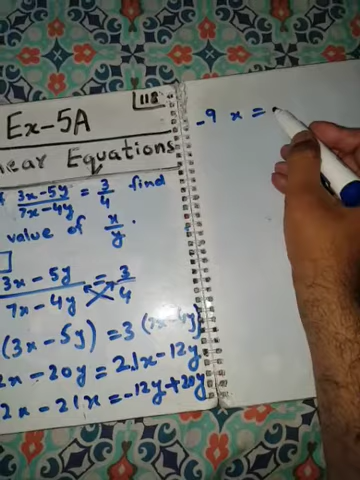 118
Ex-5A
near Equations
3x-5y/7x-4y = 3/4 find
value of x/y.
3x-5y/7x-4y = 3/4
(3x-5y) = 3(7x-4y)
2x-20y = 21x-12y
2x-21x = -12y+20y
-9x =